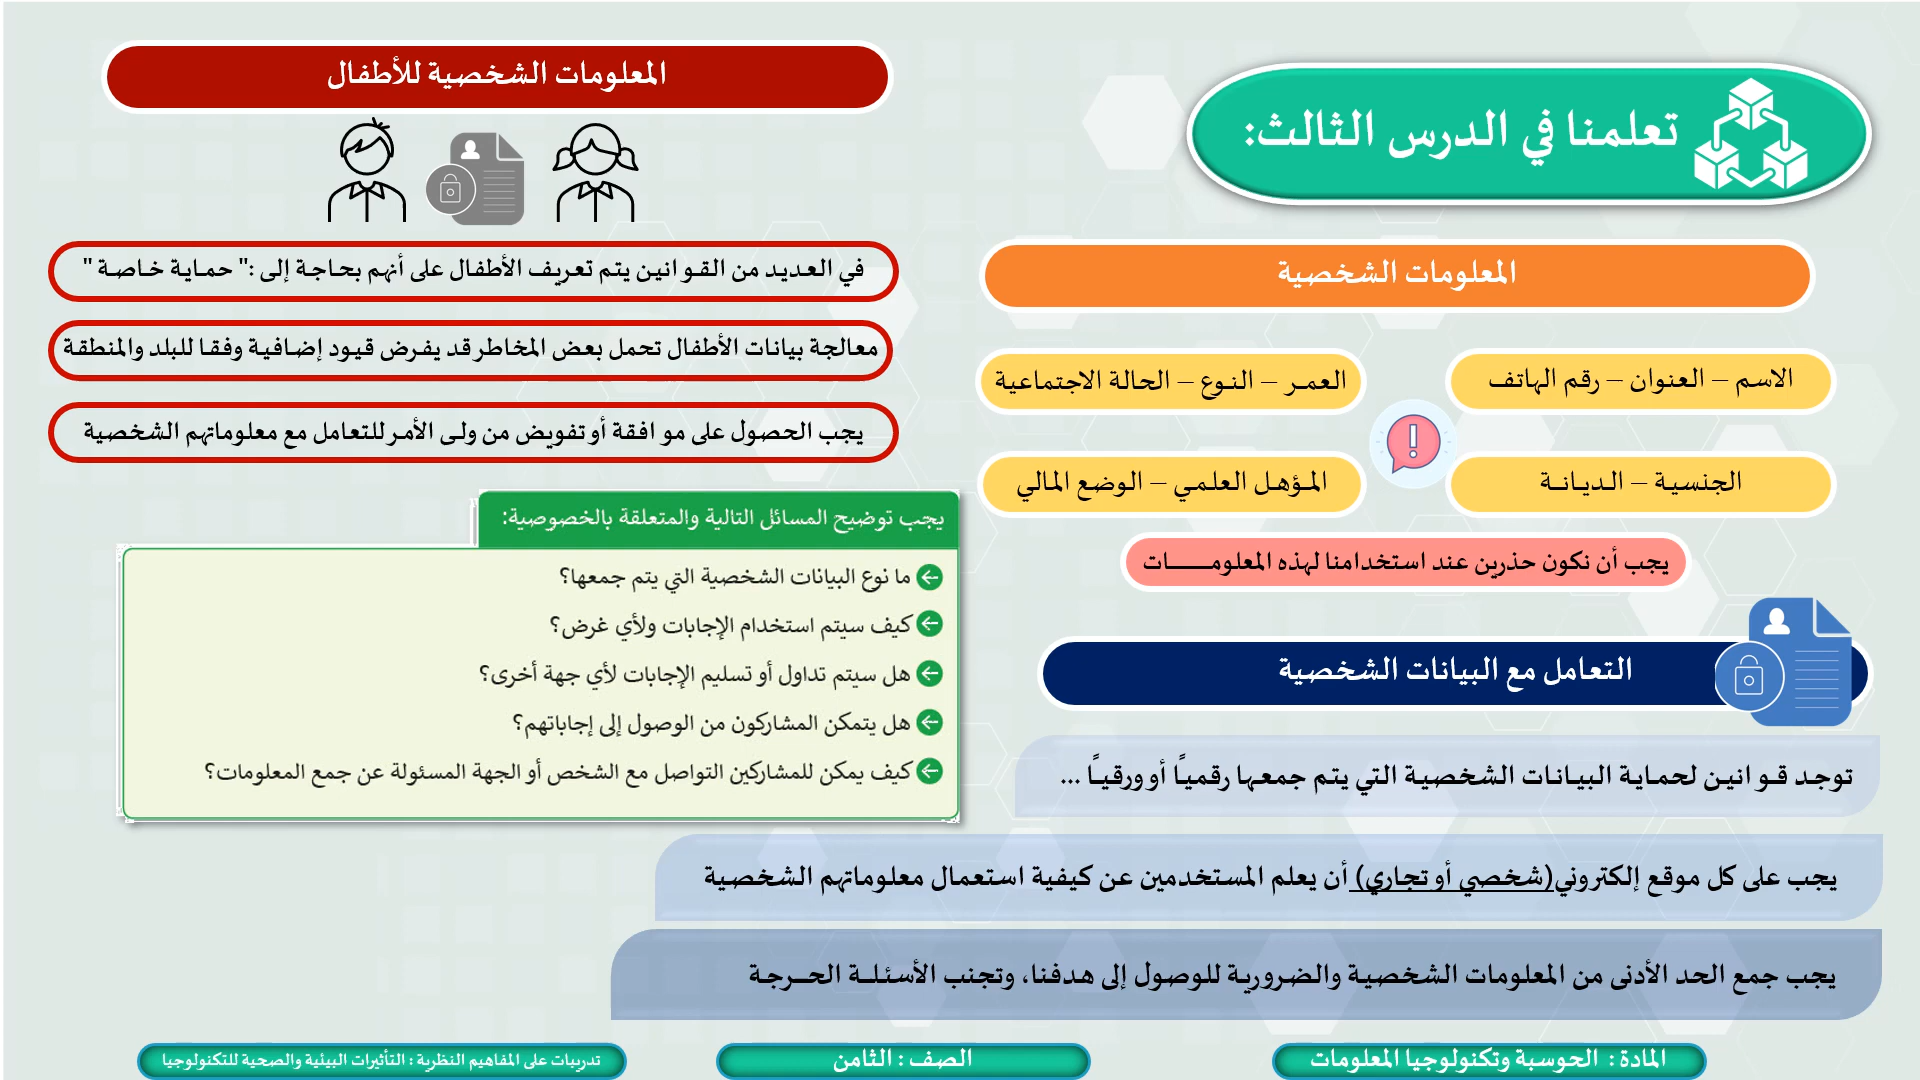 تعلمنا في الدرس الثالث:
المعلومات الشخصية
الاسم – العنوان – رقم الهاتف
العمر – النوع – الحالة الاجتماعية
الجنسية – الديانة
المؤهل العلمي – الوضع المالي
يجب أن نكون حذرين عند استخدامنا لهذه المعلومـــــات
التعامل مع البيانات الشخصية
توجد قوانين لحماية البيانات الشخصية التي يتم جمعها رقميًا أو ورقيًا ...
يجب على كل موقع إلكتروني(شخصي أو تجاري) أن يعلم المستخدمين عن كيفية استعمال معلوماتهم الشخصية
يجب جمع الحد الأدنى من المعلومات الشخصية والضرورية للوصول إلى هدفنا، وتجنب الأسئلة الحرجة
المعلومات الشخصية للأطفال
في العديد من القوانين يتم تعريف الأطفال على أنهم بحاجة إلى :" حماية خاصة "
معالجة بيانات الأطفال تحمل بعض المخاطر قد يفرض قيود إضافية وفقا للبلد والمنطقة
يجب الحصول على موافقة أو تفويض من ولى الأمر للتعامل مع معلوماتهم الشخصية
يجب توضيح المسائل التالية والمتعلقة بالخصوصية:
ما نوع البيانات الشخصية التي يتم جمعها؟
كيف سيتم استخدام الإجابات ولأي غرض؟
هل سيتم تداول أو تسليم الإجابات لأي جهة أخرى؟
هل يتمكن المشاركون من الوصول إلى إجاباتهم؟
كيف يمكن للمشاركين التواصل مع الشخص أو الجهة المسئولة عن جمع المعلومات؟
المادة : الحوسبة وتكنولوجيا المعلومات
الصف : الثامن
تدريبات على المفاهيم النظرية : التأثيرات البيئية والصحية للتكنولوجيا